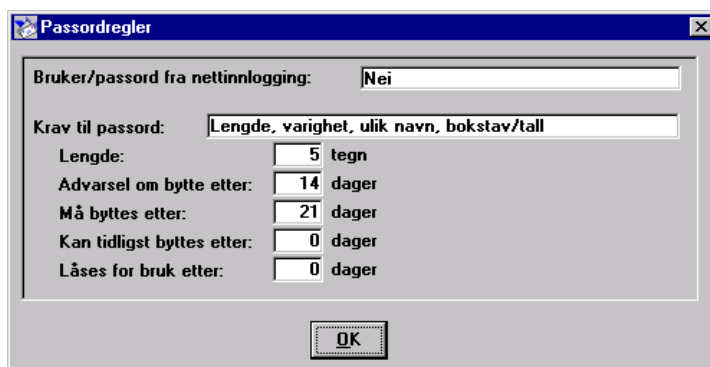 Passordregler
Bruker/passord fra nettinnlogging: Nei
Krav til passord: Lengde, varighet, ulik navn, bokstav/tall
Lengde: 5 tegn
Advarsel om bytte etter: 14 dager
Må byttes etter: 21 dager
Kan tidligst byttes etter: 0 dager
Låses for bruk etter: 0 dager
OK